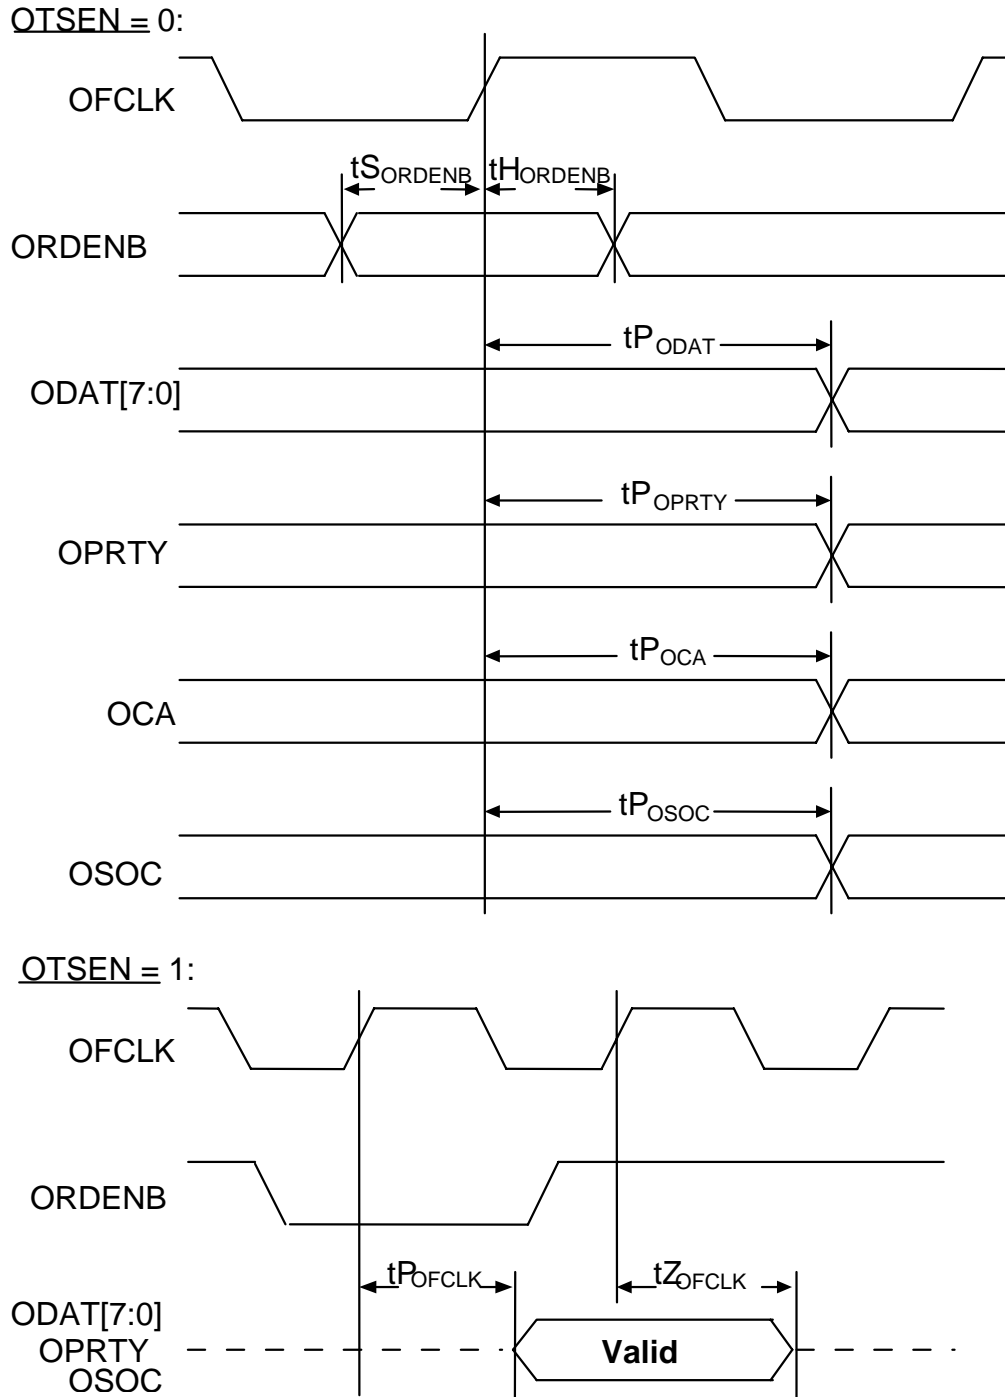 OTSEN = 0:
OFCLK
tSORDENB tHORDENB
ORDENB
tPODAT
ODAT[7:0]
tPOPRTY
OPRTY
tPOCA
OCA
tPOSOC
OSOC
OTSEN = 1:
OFCLK
ORDENB
tPOFCLK tZOFCLK
ODAT[7:0]
OPRTY Valid
OSOC